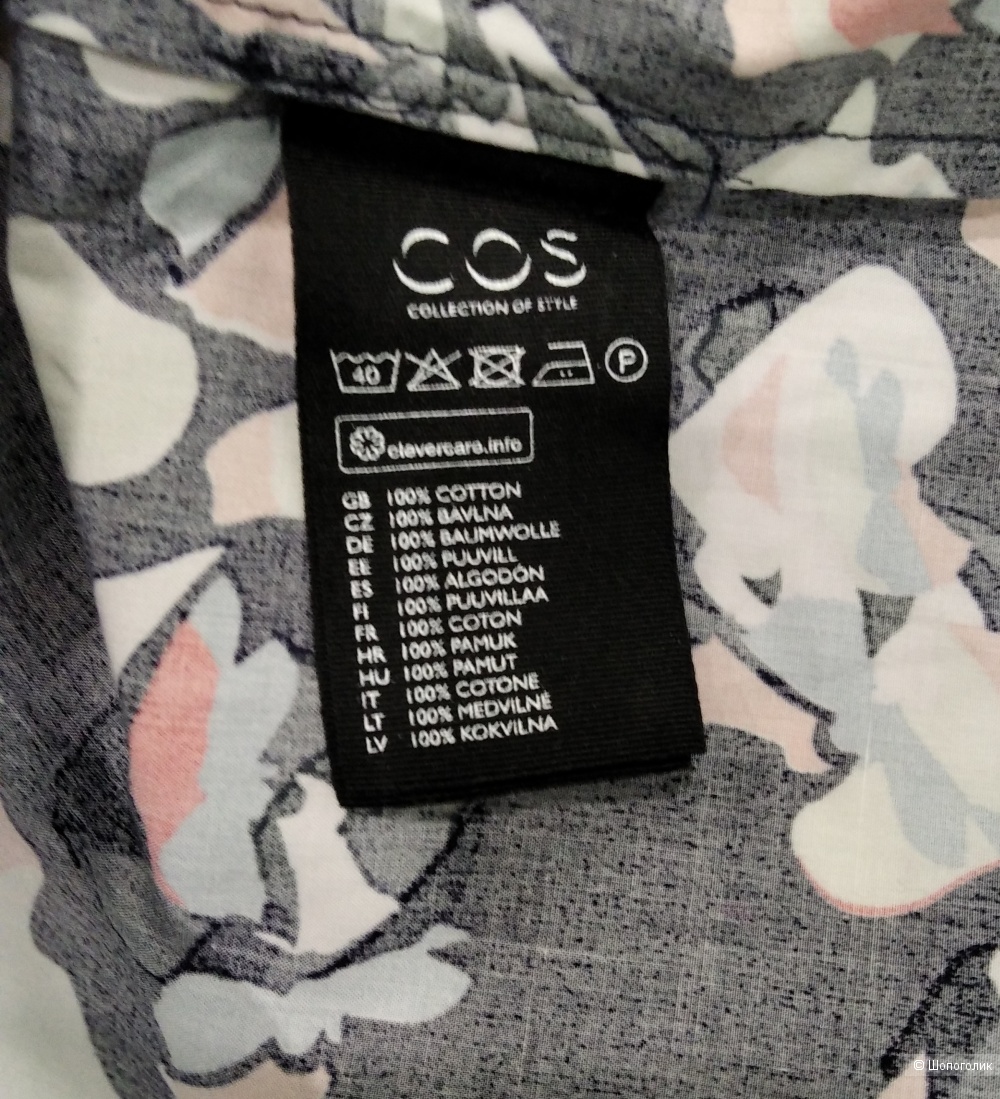 COS
COLLECTION OF STYLE
40 P
clevercare.info
GB 100% COTTON
CZ 100% BAVLNA
DE 100% BAUMWOLLE
EE 100% PUUVILL
ES 100% ALGODÓN
FI 100% PUUVILLAA
FR 100% COTON
HR 100% PAMUK
HU 100% PAMUT
IT 100% COTONE
LT 100% MEDVILNĖ
LV 100% KOKVILNA
© Шопоголик